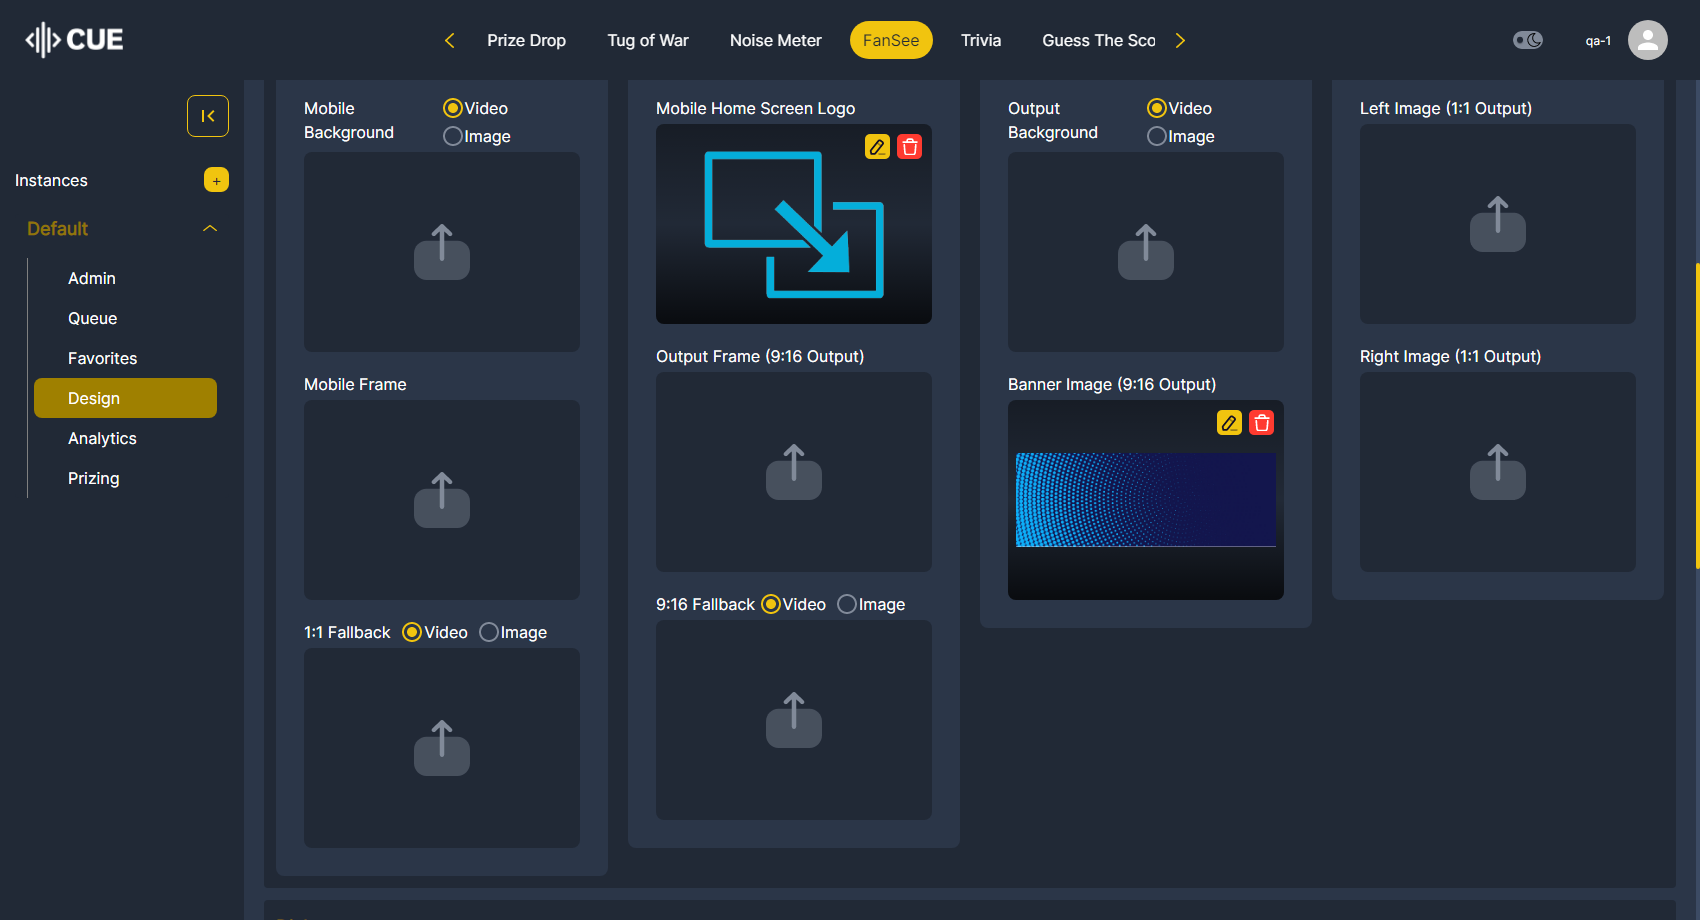 CUE
Prize Drop
Tug of War
Noise Meter
FanSee
Trivia
Guess The Sco
qa-1
Instances
+
Default
Admin
Queue
Favorites
Design
Analytics
Prizing
Mobile
Background
Video
Image
Mobile Frame
1:1 Fallback
Video
Image
Mobile Home Screen Logo
Output Frame (9:16 Output)
9:16 Fallback
Video
Image
Output
Background
Video
Image
Banner Image (9:16 Output)
Left Image (1:1 Output)
Right Image (1:1 Output)